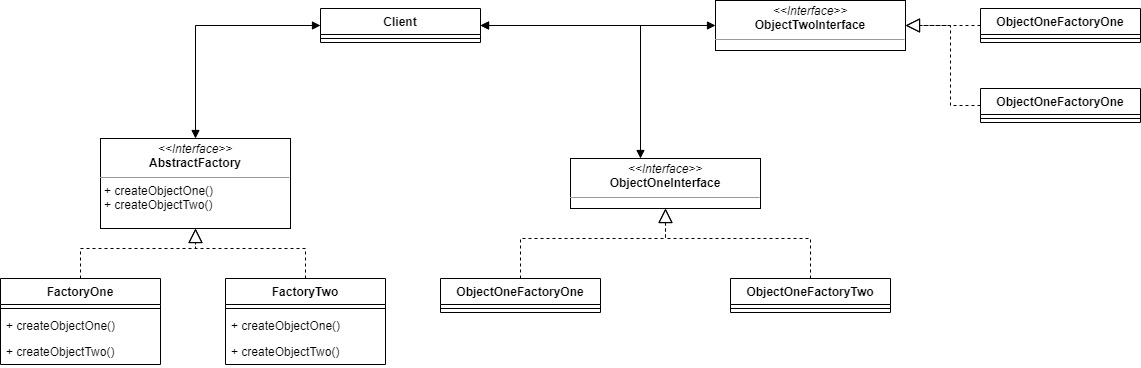 Client
<<Interface>>
ObjectTwoInterface
ObjectOneFactoryOne
ObjectOneFactoryOne
<<Interface>>
AbstractFactory
+ createObjectOne()
+ createObjectTwo()
<<Interface>>
ObjectOneInterface
FactoryOne
+ createObjectOne()
+ createObjectTwo()
FactoryTwo
+ createObjectOne()
+ createObjectTwo()
ObjectOneFactoryOne
ObjectOneFactoryTwo